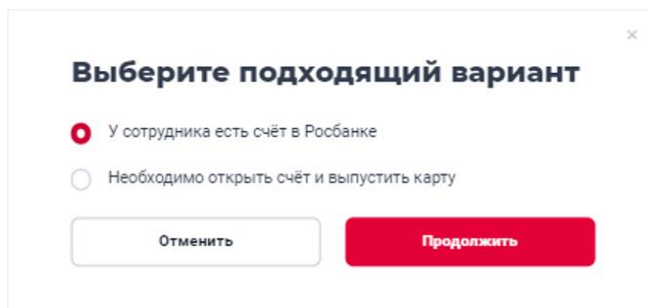 Выберите подходящий вариант
У сотрудника есть счёт в Росбанке
Необходимо открыть счёт и выпустить карту
Отменить
Продолжить